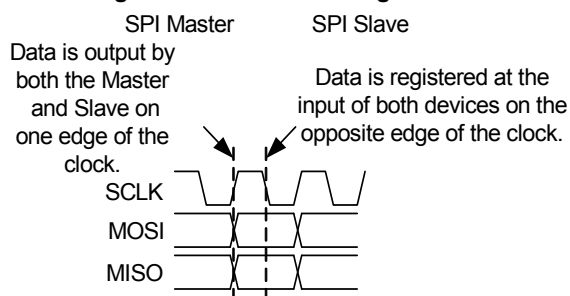 SPI Master SPI Slave
Data is output by
both the Master
and Slave on
one edge of the
clock.
Data is registered at the
input of both devices on the
opposite edge of the clock.
SCLK
MOSI
MISO